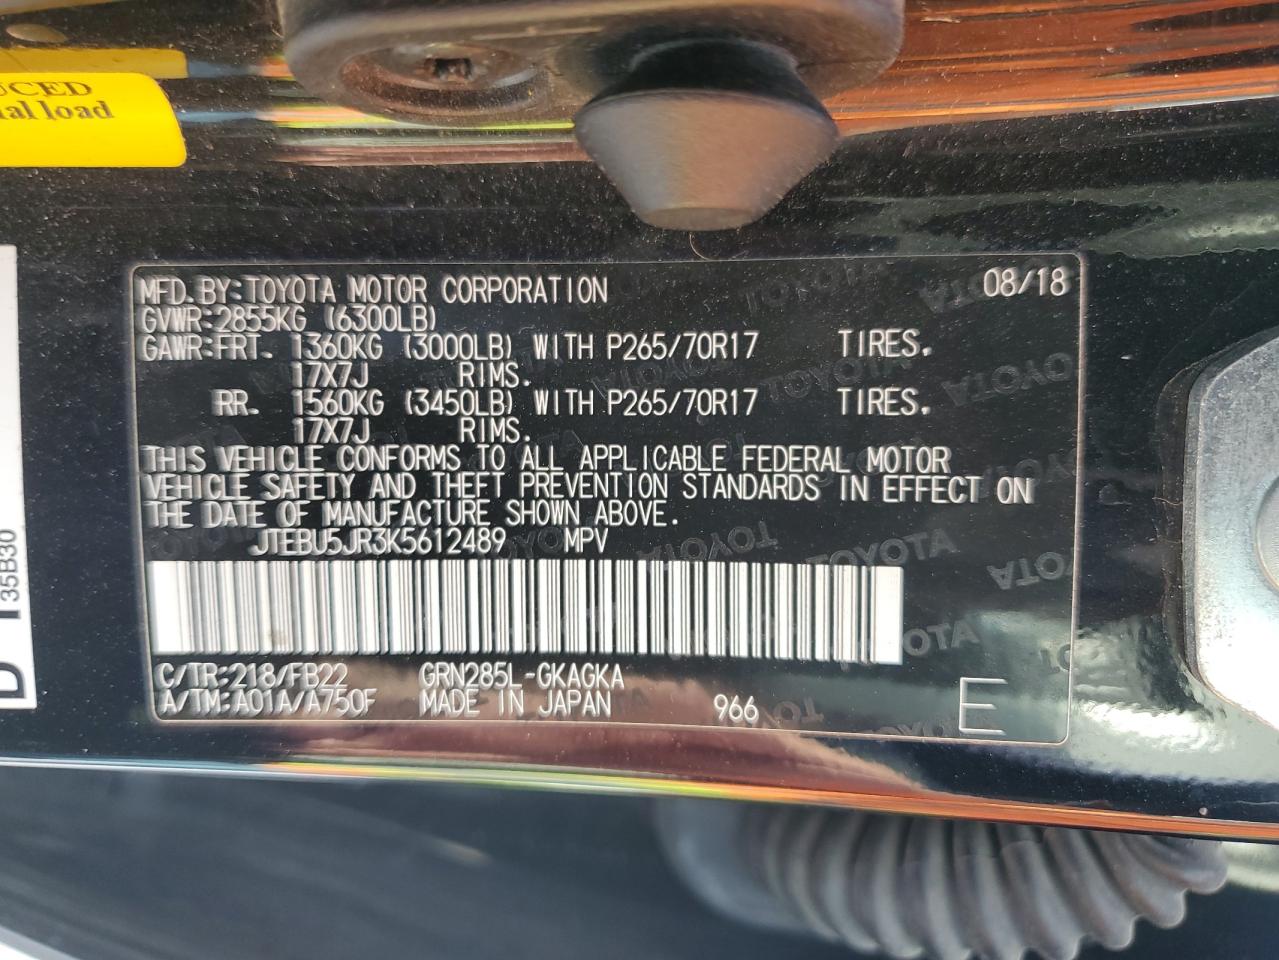 UCED
al load
35B30
MFD. BY: TOYOTA MOTOR CORPORATION 08/18
GVWR: 2855KG (6300LB)
GAWR: FRT. 1360KG (3000LB) WITH P265/70R17 TIRES.
17X7J RIMS.
RR. 1560KG (3450LB) WITH P265/70R17 TIRES.
17X7J RIMS.
THIS VEHICLE CONFORMS TO ALL APPLICABLE FEDERAL MOTOR
VEHICLE SAFETY AND THEFT PREVENTION STANDARDS IN EFFECT ON
THE DATE OF MANUFACTURE SHOWN ABOVE.
JTEBU5JR3K5612489 MPV
C/TR: 218/FB22 GRN285L-GKAGKA
A/TM: A01A/A750F MADE IN JAPAN 966 E
TOYOTA